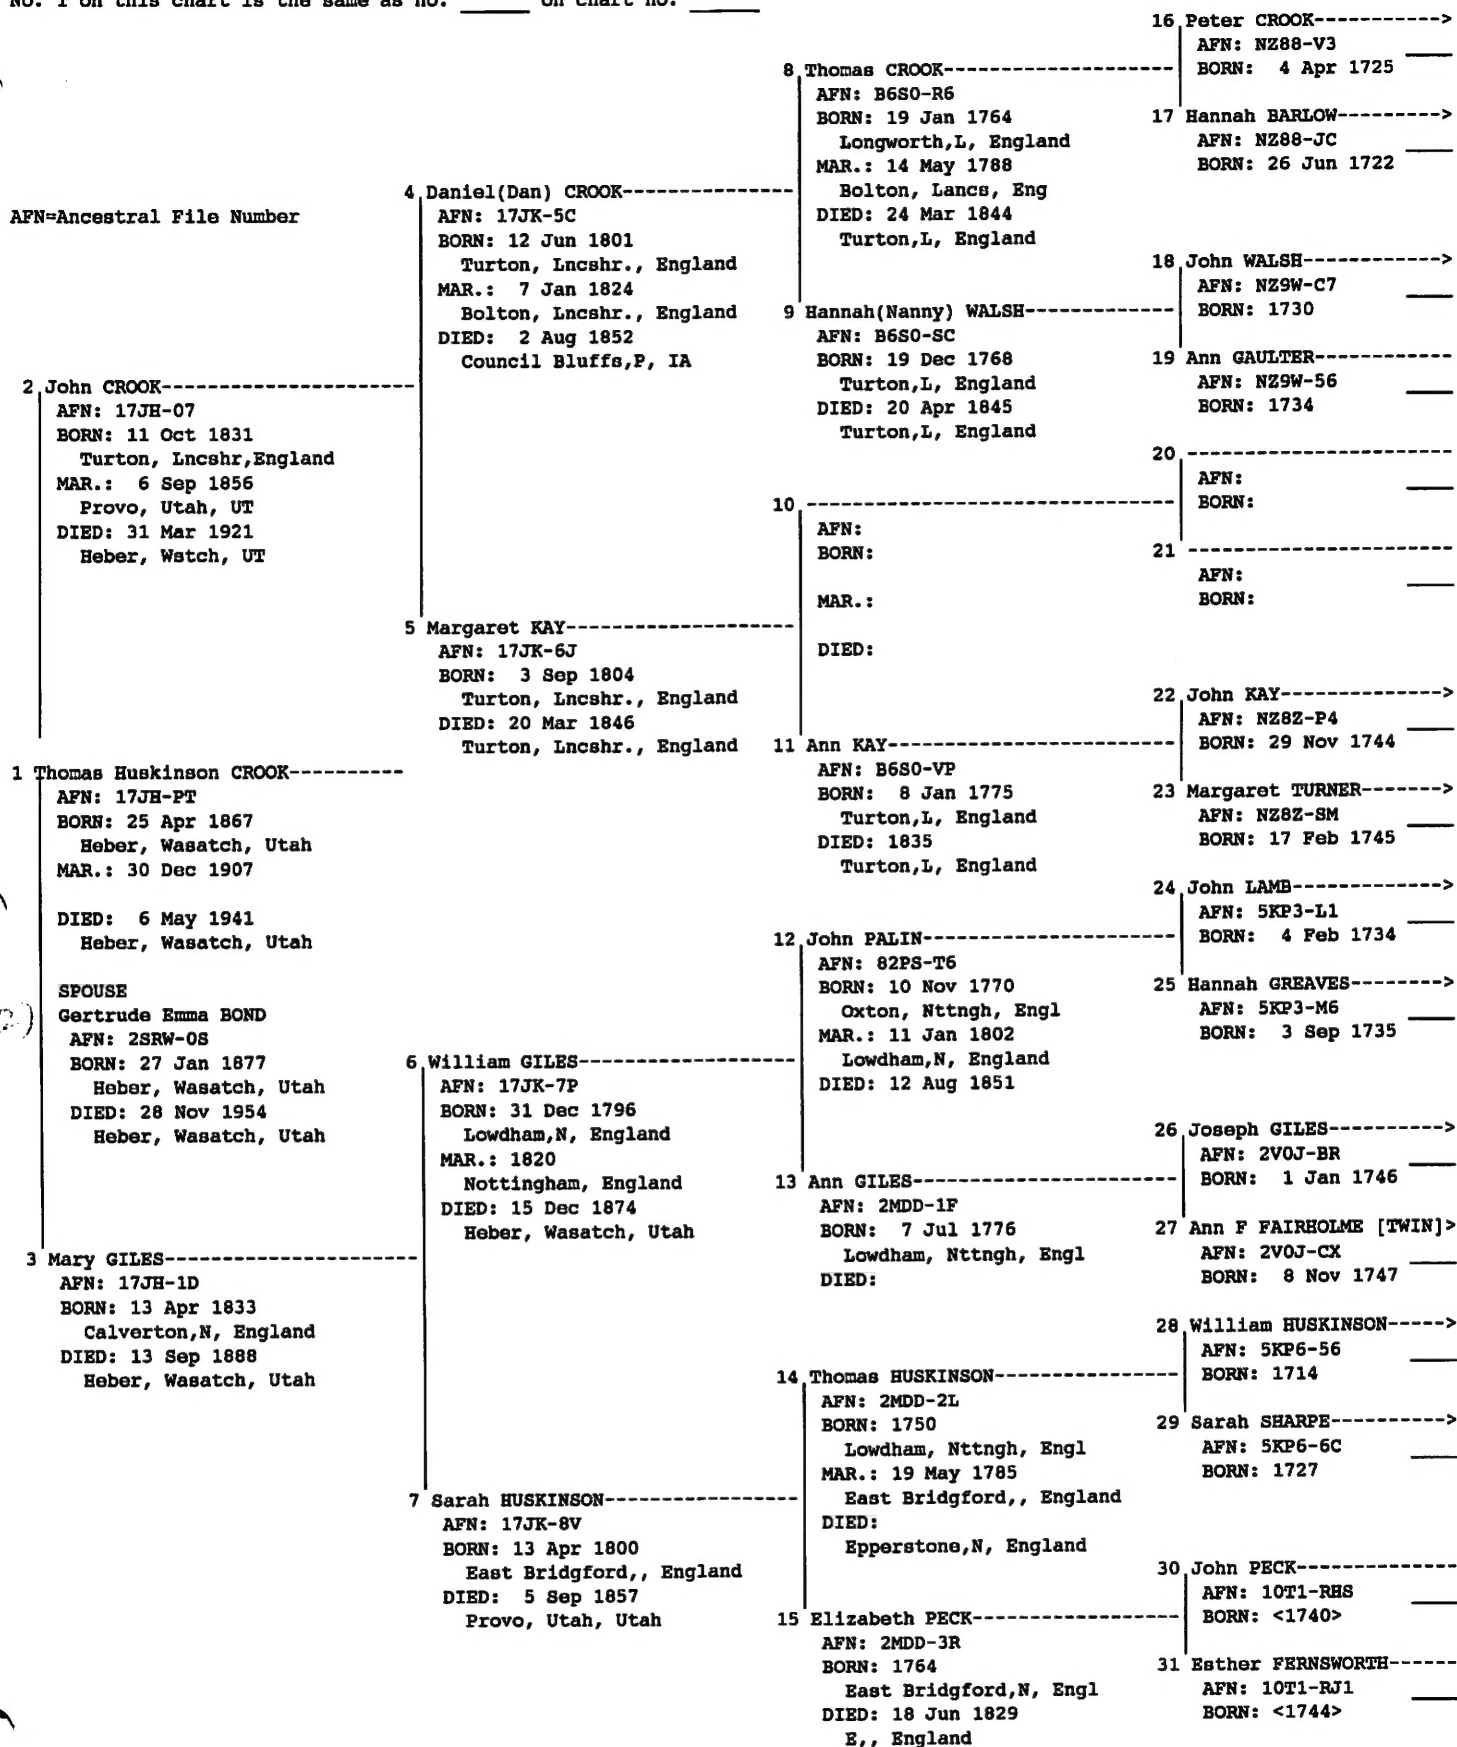 No. 1 on this chart is the same as no. _____ on chart no. _____
AFN=Ancestral File Number
1 Thomas Huskinson CROOK----------
AFN: 17JH-PT
BORN: 25 Apr 1867
Heber, Wasatch, Utah
MAR.: 30 Dec 1907
DIED: 6 May 1941
Heber, Wasatch, Utah
SPOUSE
Gertrude Emma BOND
AFN: 2SRW-0S
BORN: 27 Jan 1877
Heber, Wasatch, Utah
DIED: 28 Nov 1954
Heber, Wasatch, Utah
2 John CROOK----------------------
AFN: 17JH-07
BORN: 11 Oct 1831
Turton, Lncshr,England
MAR.: 6 Sep 1856
Provo, Utah, UT
DIED: 31 Mar 1921
Heber, Wstch, UT
3 Mary GILES----------------------
AFN: 17JH-1D
BORN: 13 Apr 1833
Calverton,N, England
DIED: 13 Sep 1888
Heber, Wasatch, Utah
4 Daniel(Dan) CROOK---------------
AFN: 17JK-5C
BORN: 12 Jun 1801
Turton, Lncshr., England
MAR.: 7 Jan 1824
Bolton, Lncshr., England
DIED: 2 Aug 1852
Council Bluffs,P, IA
5 Margaret KAY--------------------
AFN: 17JK-6J
BORN: 3 Sep 1804
Turton, Lncshr., England
DIED: 20 Mar 1846
Turton, Lncshr., England
6 William GILES-------------------
AFN: 17JK-7P
BORN: 31 Dec 1796
Lowdham,N, England
MAR.: 1820
Nottingham, England
DIED: 15 Dec 1874
Heber, Wasatch, Utah
7 Sarah HUSKINSON-----------------
AFN: 17JK-8V
BORN: 13 Apr 1800
East Bridgford,, England
DIED: 5 Sep 1857
Provo, Utah, Utah
8 Thomas CROOK--------------------
AFN: B6S0-R6
BORN: 19 Jan 1764
Longworth,L, England
MAR.: 14 May 1788
Bolton, Lancs, Eng
DIED: 24 Mar 1844
Turton,L, England
9 Hannah(Nanny) WALSH-------------
AFN: B6S0-SC
BORN: 19 Dec 1768
Turton,L, England
DIED: 20 Apr 1845
Turton,L, England
10 --------------------------------
AFN:
BORN:
MAR.:
DIED:
11 Ann KAY-------------------------
AFN: B6S0-VP
BORN: 8 Jan 1775
Turton,L, England
DIED: 1835
Turton,L, England
12 John PALIN----------------------
AFN: 82PS-T6
BORN: 10 Nov 1770
Oxton, Nttngh, Engl
MAR.: 11 Jan 1802
Lowdham,N, England
DIED: 12 Aug 1851
13 Ann GILES-----------------------
AFN: 2MDD-1F
BORN: 7 Jul 1776
Lowdham, Nttngh, Engl
DIED:
14 Thomas HUSKINSON----------------
AFN: 2MDD-2L
BORN: 1750
Lowdham, Nttngh, Engl
MAR.: 19 May 1785
East Bridgford,, England
DIED:
Epperstone,N, England
15 Elizabeth PECK------------------
AFN: 2MDD-3R
BORN: 1764
East Bridgford,N, Engl
DIED: 18 Jun 1829
E,, England
16 Peter CROOK------------>
AFN: NZ88-V3
BORN: 4 Apr 1725
17 Hannah BARLOW--------->
AFN: NZ88-JC
BORN: 26 Jun 1722
18 John WALSH------------->
AFN: NZ9W-C7
BORN: 1730
19 Ann GAULTER------------
AFN: NZ9W-56
BORN: 1734
20 -----------------------
AFN:
BORN:
21 -----------------------
AFN:
BORN:
22 John KAY-------------->
AFN: NZ8Z-P4
BORN: 29 Nov 1744
23 Margaret TURNER------->
AFN: NZ8Z-SM
BORN: 17 Feb 1745
24 John LAMB------------->
AFN: 5KP3-L1
BORN: 4 Feb 1734
25 Hannah GREAVES-------->
AFN: 5KP3-M6
BORN: 3 Sep 1735
26 Joseph GILES---------->
AFN: 2V0J-BR
BORN: 1 Jan 1746
27 Ann F FAIRHOLME [TWIN]>
AFN: 2V0J-CX
BORN: 8 Nov 1747
28 William HUSKINSON----->
AFN: 5KP6-56
BORN: 1714
29 Sarah SHARPE---------->
AFN: 5KP6-6C
BORN: 1727
30 John PECK--------------
AFN: 10T1-RHS
BORN: <1740>
31 Esther FERNSWORTH------
AFN: 10T1-RJ1
BORN: <1744>